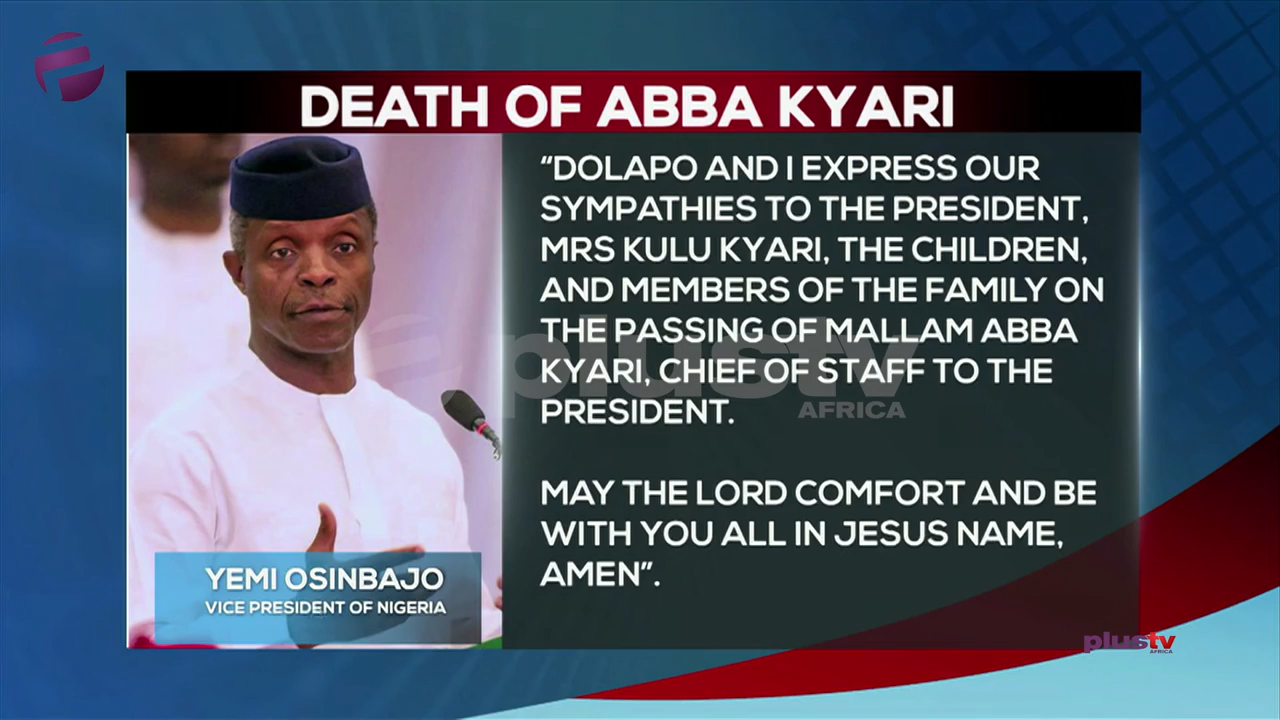 DEATH OF ABBA KYARI
“DOLAPO AND I EXPRESS OUR
SYMPATHIES TO THE PRESIDENT,
MRS KULU KYARI, THE CHILDREN,
AND MEMBERS OF THE FAMILY ON
THE PASSING OF MALLAM ABBA
KYARI, CHIEF OF STAFF TO THE
PRESIDENT.
MAY THE LORD COMFORT AND BE
WITH YOU ALL IN JESUS NAME,
AMEN”.
YEMI OSINBAJO
VICE PRESIDENT OF NIGERIA
plustv
AFRICA
plustv
AFRICA